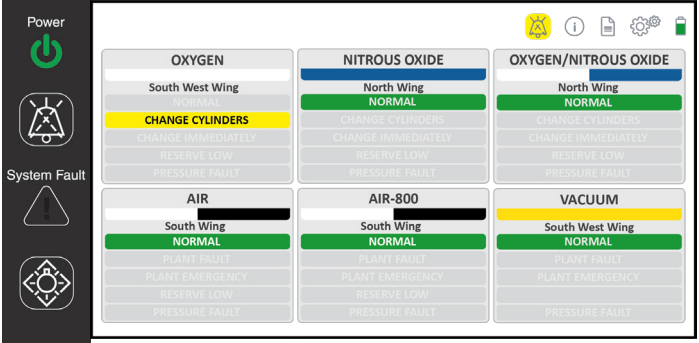 Power
System Fault
OXYGEN
South West Wing
NORMAL
CHANGE CYLINDERS
CHANGE IMMEDIATELY
RESERVE LOW
PRESSURE FAULT
NITROUS OXIDE
North Wing
NORMAL
CHANGE CYLINDERS
CHANGE IMMEDIATELY
RESERVE LOW
PRESSURE FAULT
OXYGEN/NITROUS OXIDE
North Wing
NORMAL
CHANGE CYLINDERS
CHANGE IMMEDIATELY
RESERVE LOW
PRESSURE FAULT
AIR
South Wing
NORMAL
PLANT FAULT
PLANT EMERGENCY
RESERVE LOW
PRESSURE FAULT
AIR-800
South Wing
NORMAL
PLANT FAULT
PLANT EMERGENCY
RESERVE LOW
PRESSURE FAULT
VACUUM
South West Wing
NORMAL
PLANT FAULT
PLANT EMERGENCY
PRESSURE FAULT